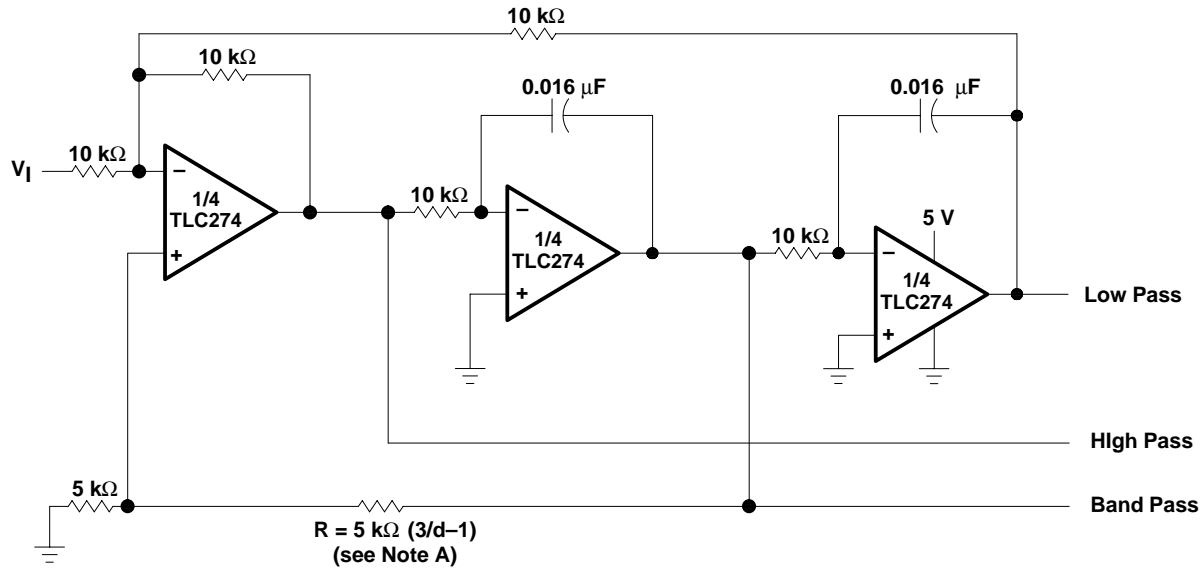 10 kΩ
10 kΩ
0.016 μF
0.016 μF
10 kΩ
VI
−
1/4
TLC274
+
10 kΩ
−
1/4
TLC274
+
5 V
10 kΩ
−
1/4
TLC274
+
Low Pass
HIgh Pass
5 kΩ
Band Pass
R = 5 kΩ (3/d–1)
(see Note A)